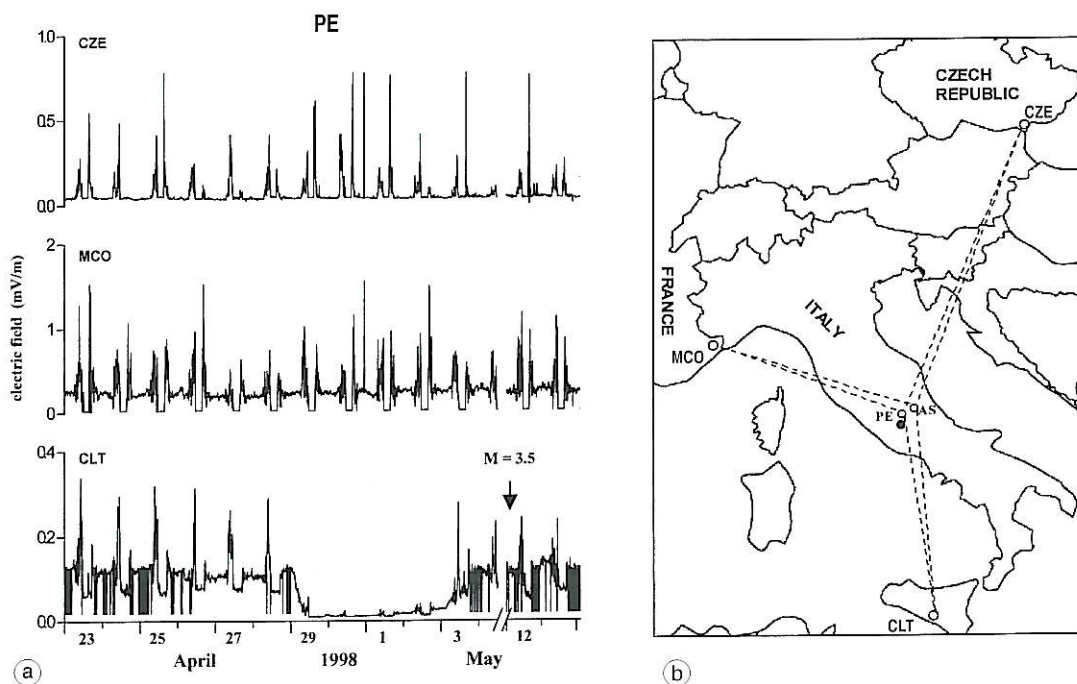 PE
CZE
1.0
0.5
0.0
MCO
2
1
0
electric field (mV/m)
CLT
M = 3.5
0.4
0.2
0.0
23 25 27 29 1 3 12
April 1998 May
a
CZECH
REPUBLIC
CZE
FRANCE
ITALY
MCO
PE
AS
CLT
b